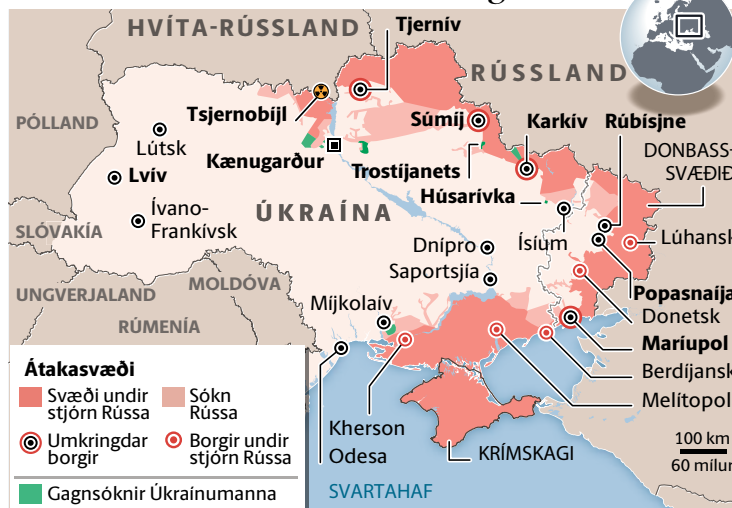 HVÍTA-RÚSSLAND
Tjernív
RÚSSLAND
PÓLLAND
Tsjernobíjl
Súmíj
Karkív
Rúbísjne
Lútsk
Kænugarður
Trostíjanets
DONBASS-
SVÆÐIÐ
Lvív
Húsarívka
ÚKRAÍNA
Ívano-
Frankívsk
SLÓVAKÍA
Dnípro
Ísíum
Lúhansk
Saportsjía
MOLDÓVA
UNGVERJALAND
Míjkolaív
Popasnaíja
RÚMENÍA
Donetsk
Maríupol
Berdíjansk
Melítopol
Átakasvæði
Svæði undir
stjórn Rússa
Sókn
Rússa
Umkringdar
borgir
Borgir undir
stjórn Rússa
Gagnsóknir Úkraínumanna
Kherson
Odesa
KRÍMSKAGI
SVARTAHAF
100 km
60 mílur